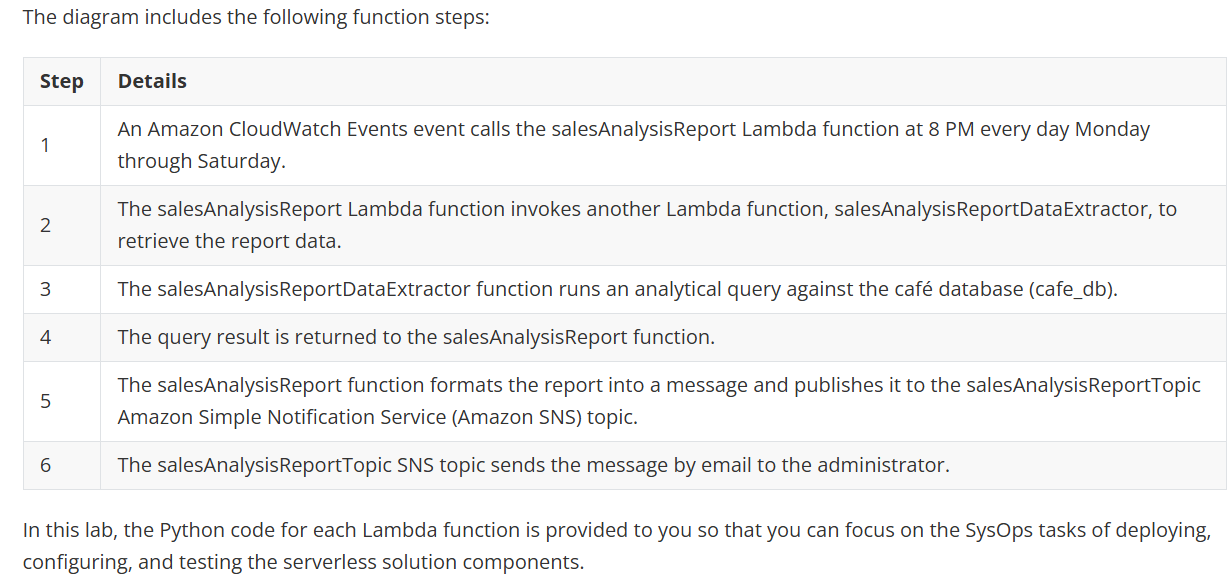 The diagram includes the following function steps:
Step Details
1 An Amazon CloudWatch Events event calls the salesAnalysisReport Lambda function at 8 PM every day Monday
through Saturday.
2 The salesAnalysisReport Lambda function invokes another Lambda function, salesAnalysisReportDataExtractor, to
retrieve the report data.
3 The salesAnalysisReportDataExtractor function runs an analytical query against the café database (cafe_db).
4 The query result is returned to the salesAnalysisReport function.
5 The salesAnalysisReport function formats the report into a message and publishes it to the salesAnalysisReportTopic
Amazon Simple Notification Service (Amazon SNS) topic.
6 The salesAnalysisReportTopic SNS topic sends the message by email to the administrator.
In this lab, the Python code for each Lambda function is provided to you so that you can focus on the SysOps tasks of deploying,
configuring, and testing the serverless solution components.